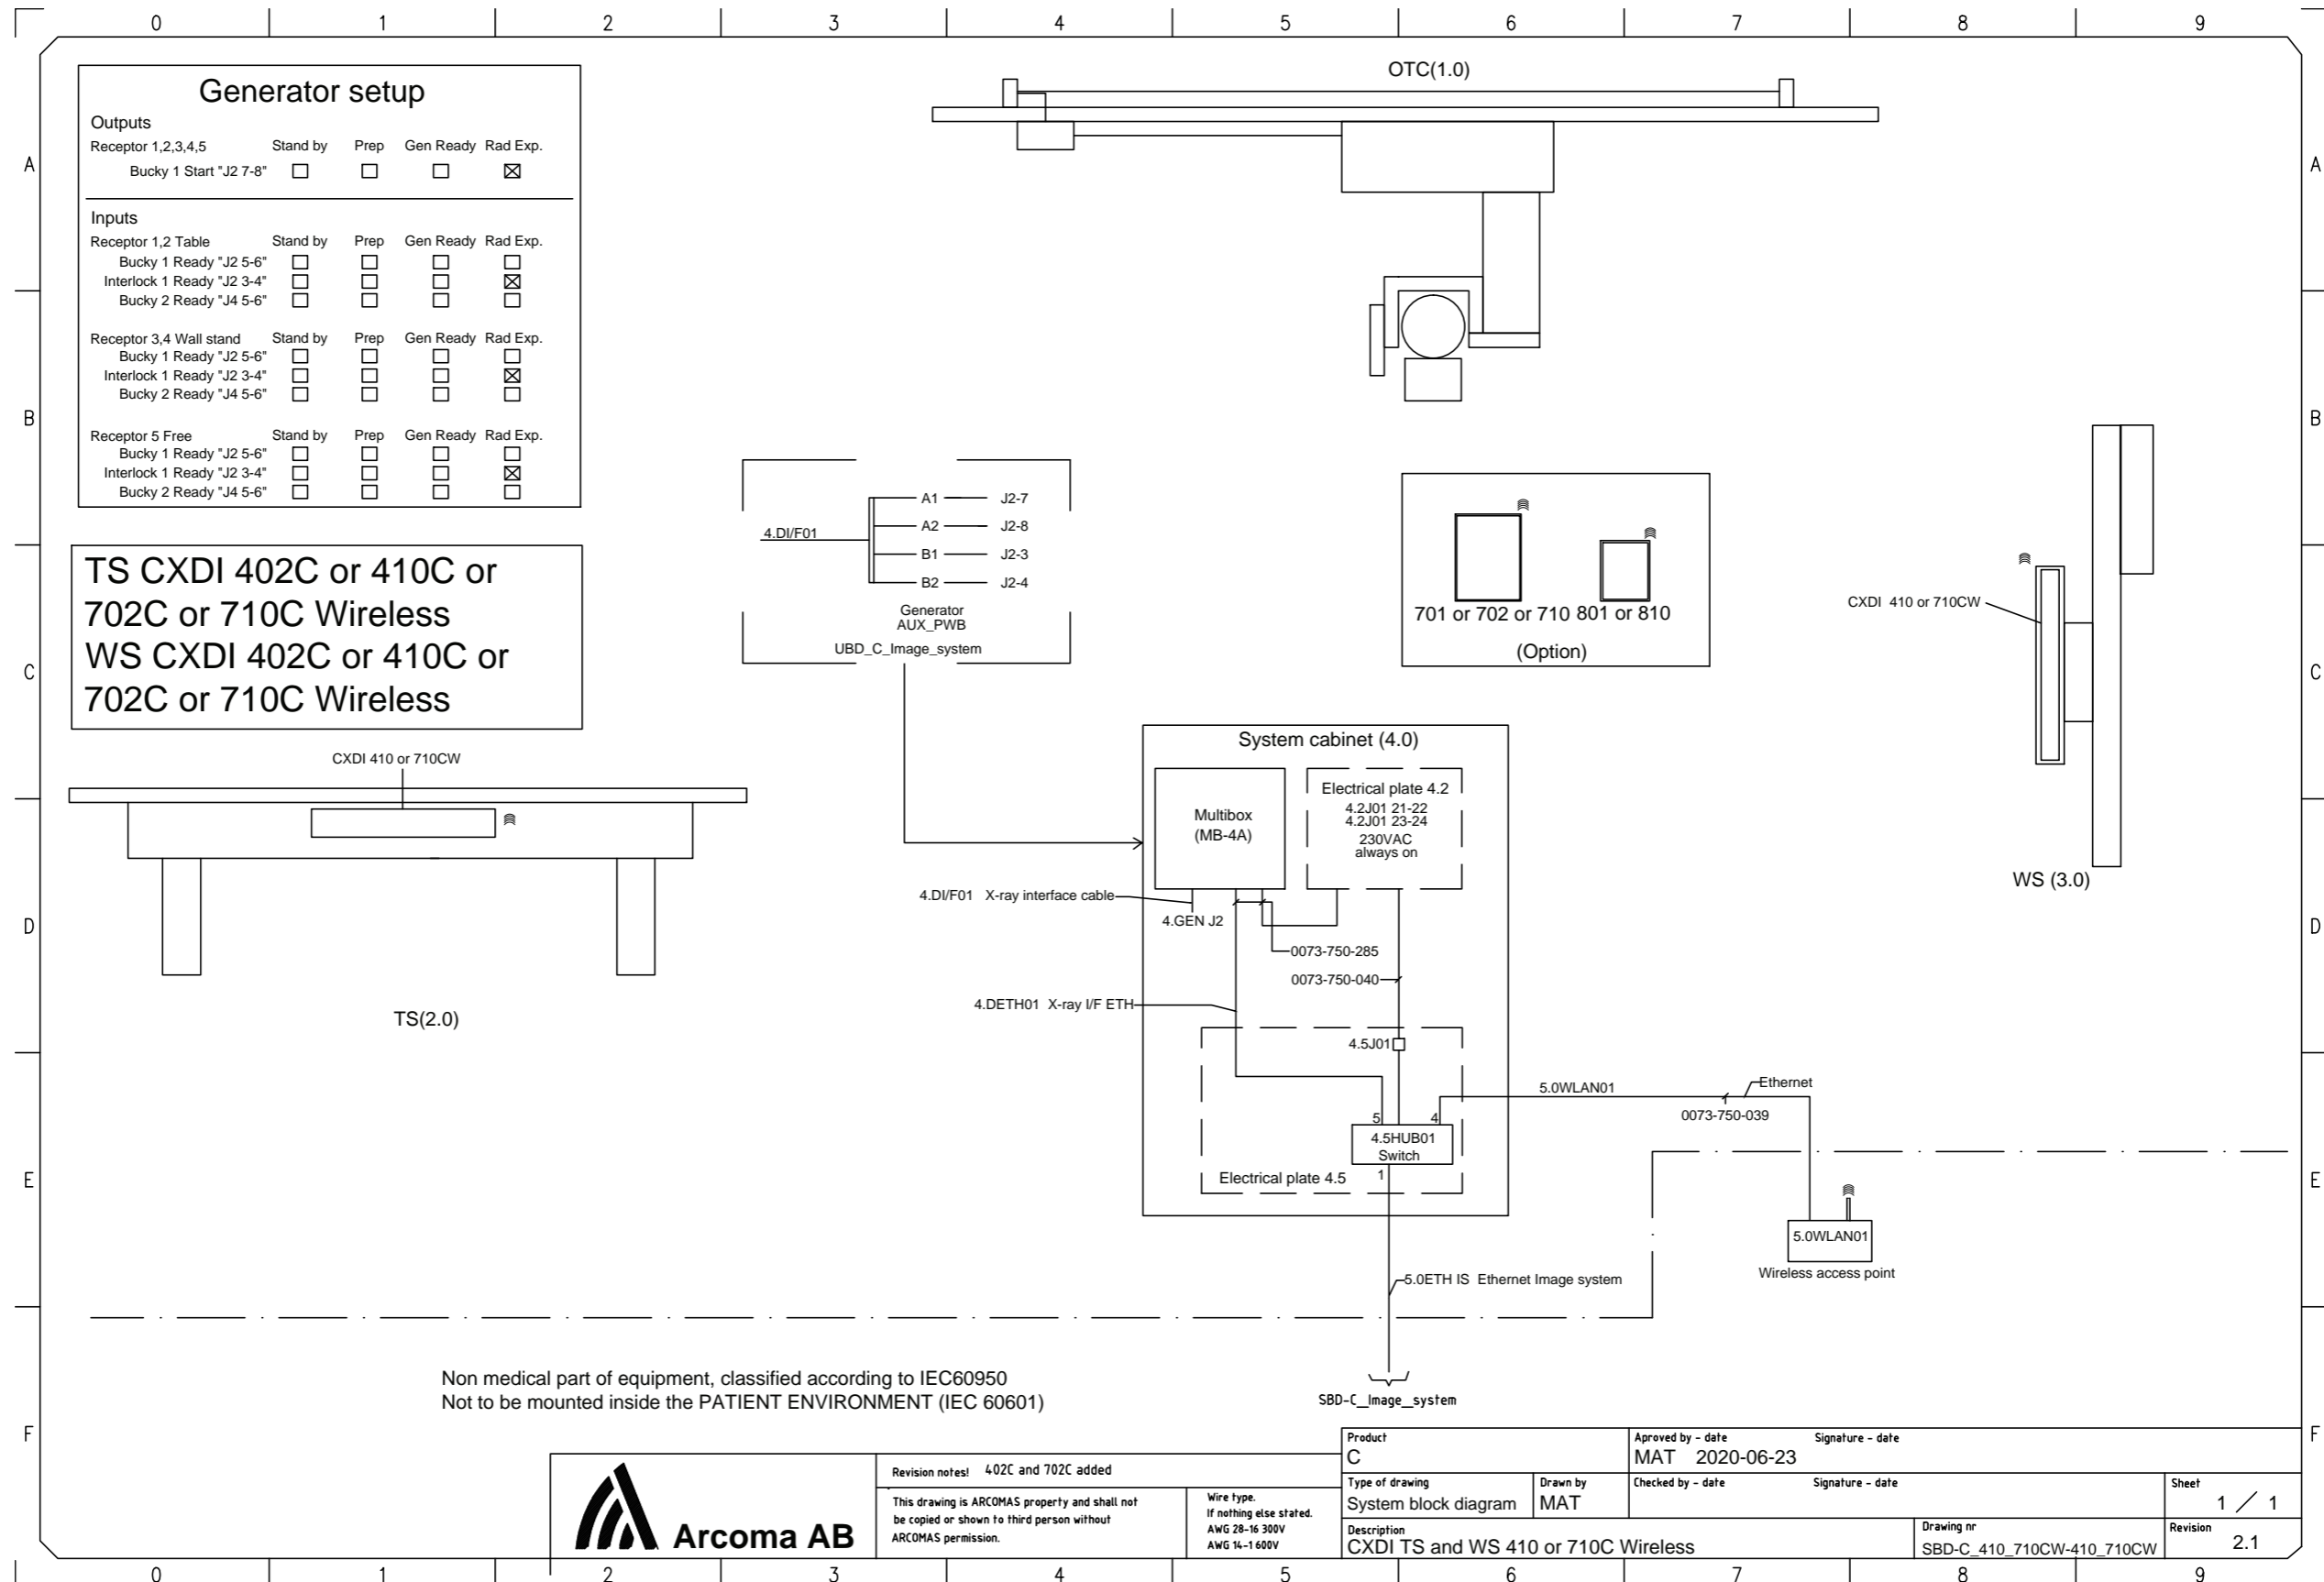 0 1 2 3 4 5 6 7 8 9
A A
B B
C C
D D
E E
F F
Generator setup
Outputs
Receptor 1,2,3,4,5 Stand by Prep Gen Ready Rad Exp.
Bucky 1 Start "J2 7-8"
Inputs
Receptor 1,2 Table Stand by Prep Gen Ready Rad Exp.
Bucky 1 Ready "J2 5-6"
Interlock 1 Ready "J2 3-4"
Bucky 2 Ready "J4 5-6"
Receptor 3,4 Wall stand Stand by Prep Gen Ready Rad Exp.
Bucky 1 Ready "J2 5-6"
Interlock 1 Ready "J2 3-4"
Bucky 2 Ready "J4 5-6"
Receptor 5 Free Stand by Prep Gen Ready Rad Exp.
Bucky 1 Ready "J2 5-6"
Interlock 1 Ready "J2 3-4"
Bucky 2 Ready "J4 5-6"
OTC(1.0)
TS CXDI 402C or 410C or
702C or 710C Wireless
WS CXDI 402C or 410C or
702C or 710C Wireless
4.DI/F01
A1 J2-7
A2 J2-8
B1 J2-3
B2 J2-4
Generator
AUX_PWB
UBD_C_Image_system
701 or 702 or 710 801 or 810
(Option)
CXDI 410 or 710CW
WS (3.0)
CXDI 410 or 710CW
TS(2.0)
System cabinet (4.0)
Multibox
(MB-4A)
Electrical plate 4.2
4.2J01 21-22
4.2J01 23-24
230VAC
always on
4.DI/F01 X-ray interface cable
4.GEN J2
0073-750-285
0073-750-040
4.DETH01 X-ray I/F ETH
4.5J01
5 4
4.5HUB01
Switch
1
Electrical plate 4.5
5.0WLAN01
Ethernet
0073-750-039
5.0WLAN01
Wireless access point
5.0ETH IS Ethernet Image system
SBD-C_Image_system
Non medical part of equipment, classified according to IEC60950
Not to be mounted inside the PATIENT ENVIRONMENT (IEC 60601)
Arcoma AB
Revision notes! 402C and 702C added
This drawing is ARCOMAS property and shall not
be copied or shown to third person without
ARCOMAS permission.
Wire type.
If nothing else stated.
AWG 28-16 300V
AWG 14-1 600V
Product
C
Aproved by - date Signature - date
MAT 2020-06-23
Type of drawing
System block diagram
Drawn by
MAT
Checked by - date Signature - date
Sheet
1 / 1
Description
CXDI TS and WS 410 or 710C Wireless
Drawing nr
SBD-C_410_710CW-410_710CW
Revision
2.1
0 1 2 3 4 5 6 7 8 9